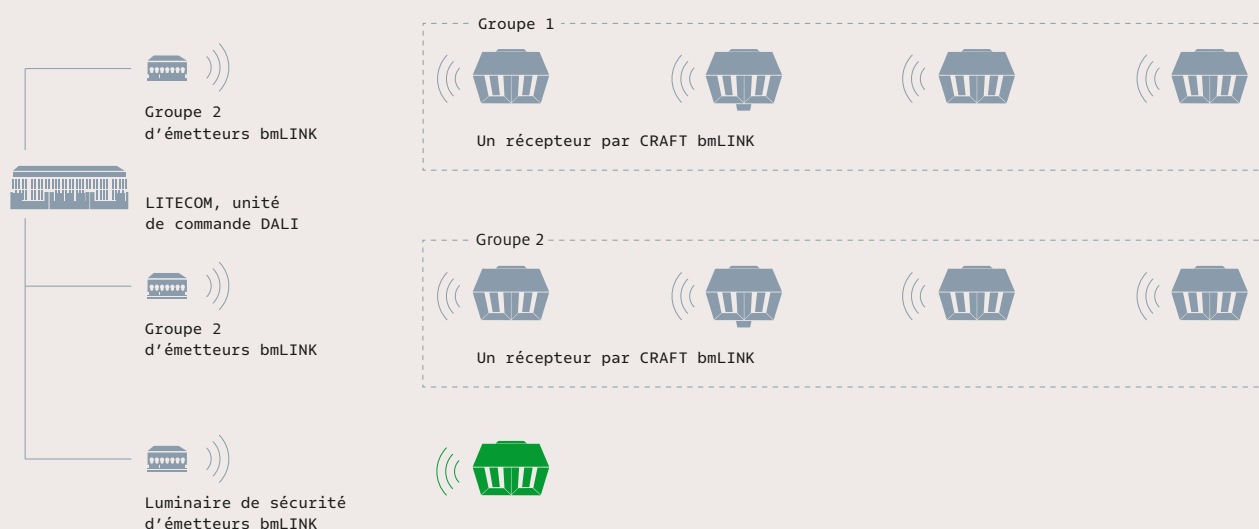 Groupe 1
Groupe 2
d'émetteurs bmLINK
Un récepteur par CRAFT bmLINK
LITECOM, unité
de commande DALI
Groupe 2
Groupe 2
d'émetteurs bmLINK
Un récepteur par CRAFT bmLINK
Luminaire de sécurité
d'émetteurs bmLINK